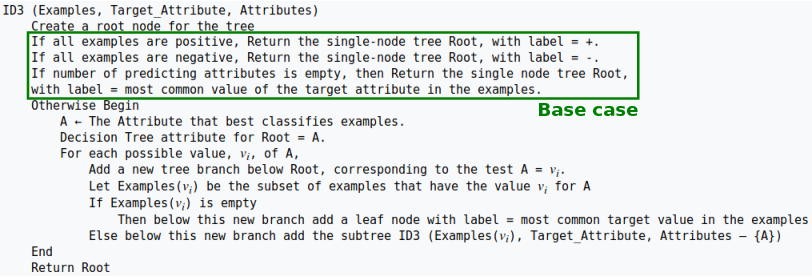 ID3 (Examples, Target_Attribute, Attributes)
Create a root node for the tree
If all examples are positive, Return the single-node tree Root, with label = +.
If all examples are negative, Return the single-node tree Root, with label = -.
If number of predicting attributes is empty, then Return the single node tree Root,
with label = most common value of the target attribute in the examples.
Base case
Otherwise Begin
A ← The Attribute that best classifies examples.
Decision Tree attribute for Root = A.
For each possible value, vᵢ, of A,
Add a new tree branch below Root, corresponding to the test A = vᵢ.
Let Examples(vᵢ) be the subset of examples that have the value vᵢ for A
If Examples(vᵢ) is empty
Then below this new branch add a leaf node with label = most common target value in the examples
Else below this new branch add the subtree ID3 (Examples(vᵢ), Target_Attribute, Attributes – {A})
End
Return Root